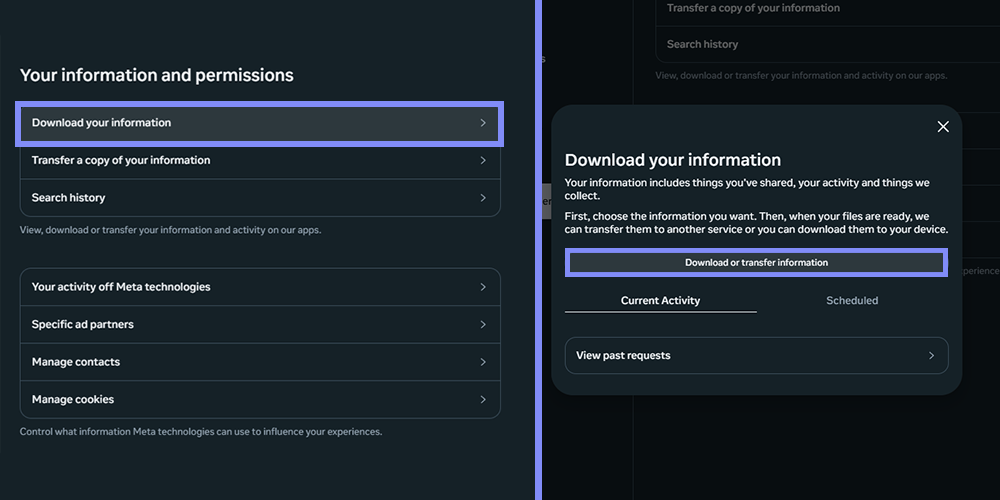 Your information and permissions
Download your information
Transfer a copy of your information
Search history
View, download or transfer your information and activity on our apps.
Your activity off Meta technologies
Specific ad partners
Manage contacts
Manage cookies
Control what information Meta technologies can use to influence your experiences.
Transfer a copy of your information
Search history
View, download or transfer your information and activity on our apps.
Download your information
Your information includes things you've shared, your activity and things we
collect.
First, choose the information you want. Then, when your files are ready, we
can transfer them to another service or you can download them to your device.
Download or transfer information
Current Activity
Scheduled
View past requests